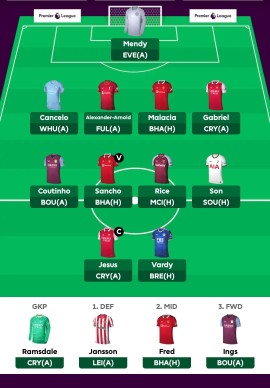 Premier League
Premier League
Mendy
EVE(A)
Cancelo
Alexander-Arnold
Malacia
Gabriel
WHU(A)
FUL(A)
BHA(H)
CRY(A)
V
Coutinho
Sancho
Rice
Son
BOU(A)
BHA(H)
MCI(H)
SOU(H)
C
Jesus
Vardy
CRY(A)
BRE(H)
GKP
1. DEF
2. MID
3. FWD
Ramsdale
Jansson
Fred
Ings
CRY(A)
LEI(A)
BHA(H)
BOU(A)